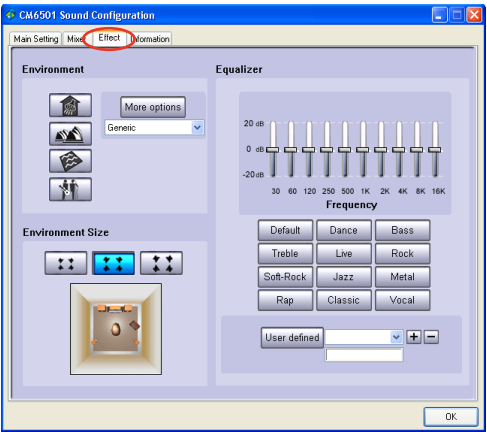 CM6501 Sound Configuration
Main Setting Mixer Effect Information
Environment
More options
Generic
Environment Size
Equalizer
20 dB
0 dB
-20 dB
30 60 120 250 500 1K 2K 4K 8K 16K
Frequency
Default Dance Bass
Treble Live Rock
Soft-Rock Jazz Metal
Rap Classic Vocal
User defined
OK